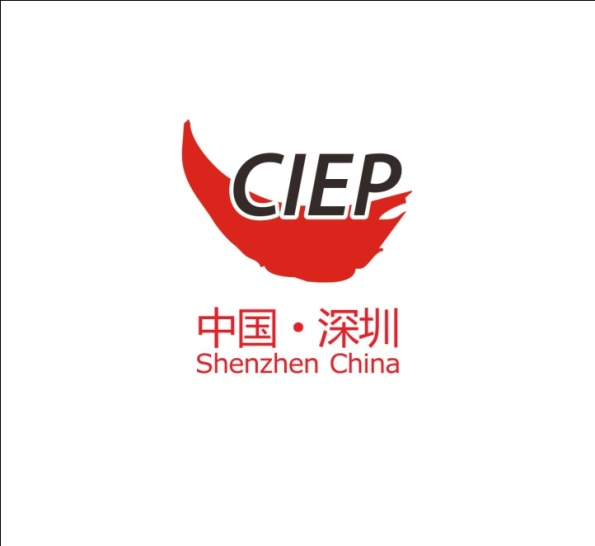 CIEP
中国·深圳
Shenzhen China